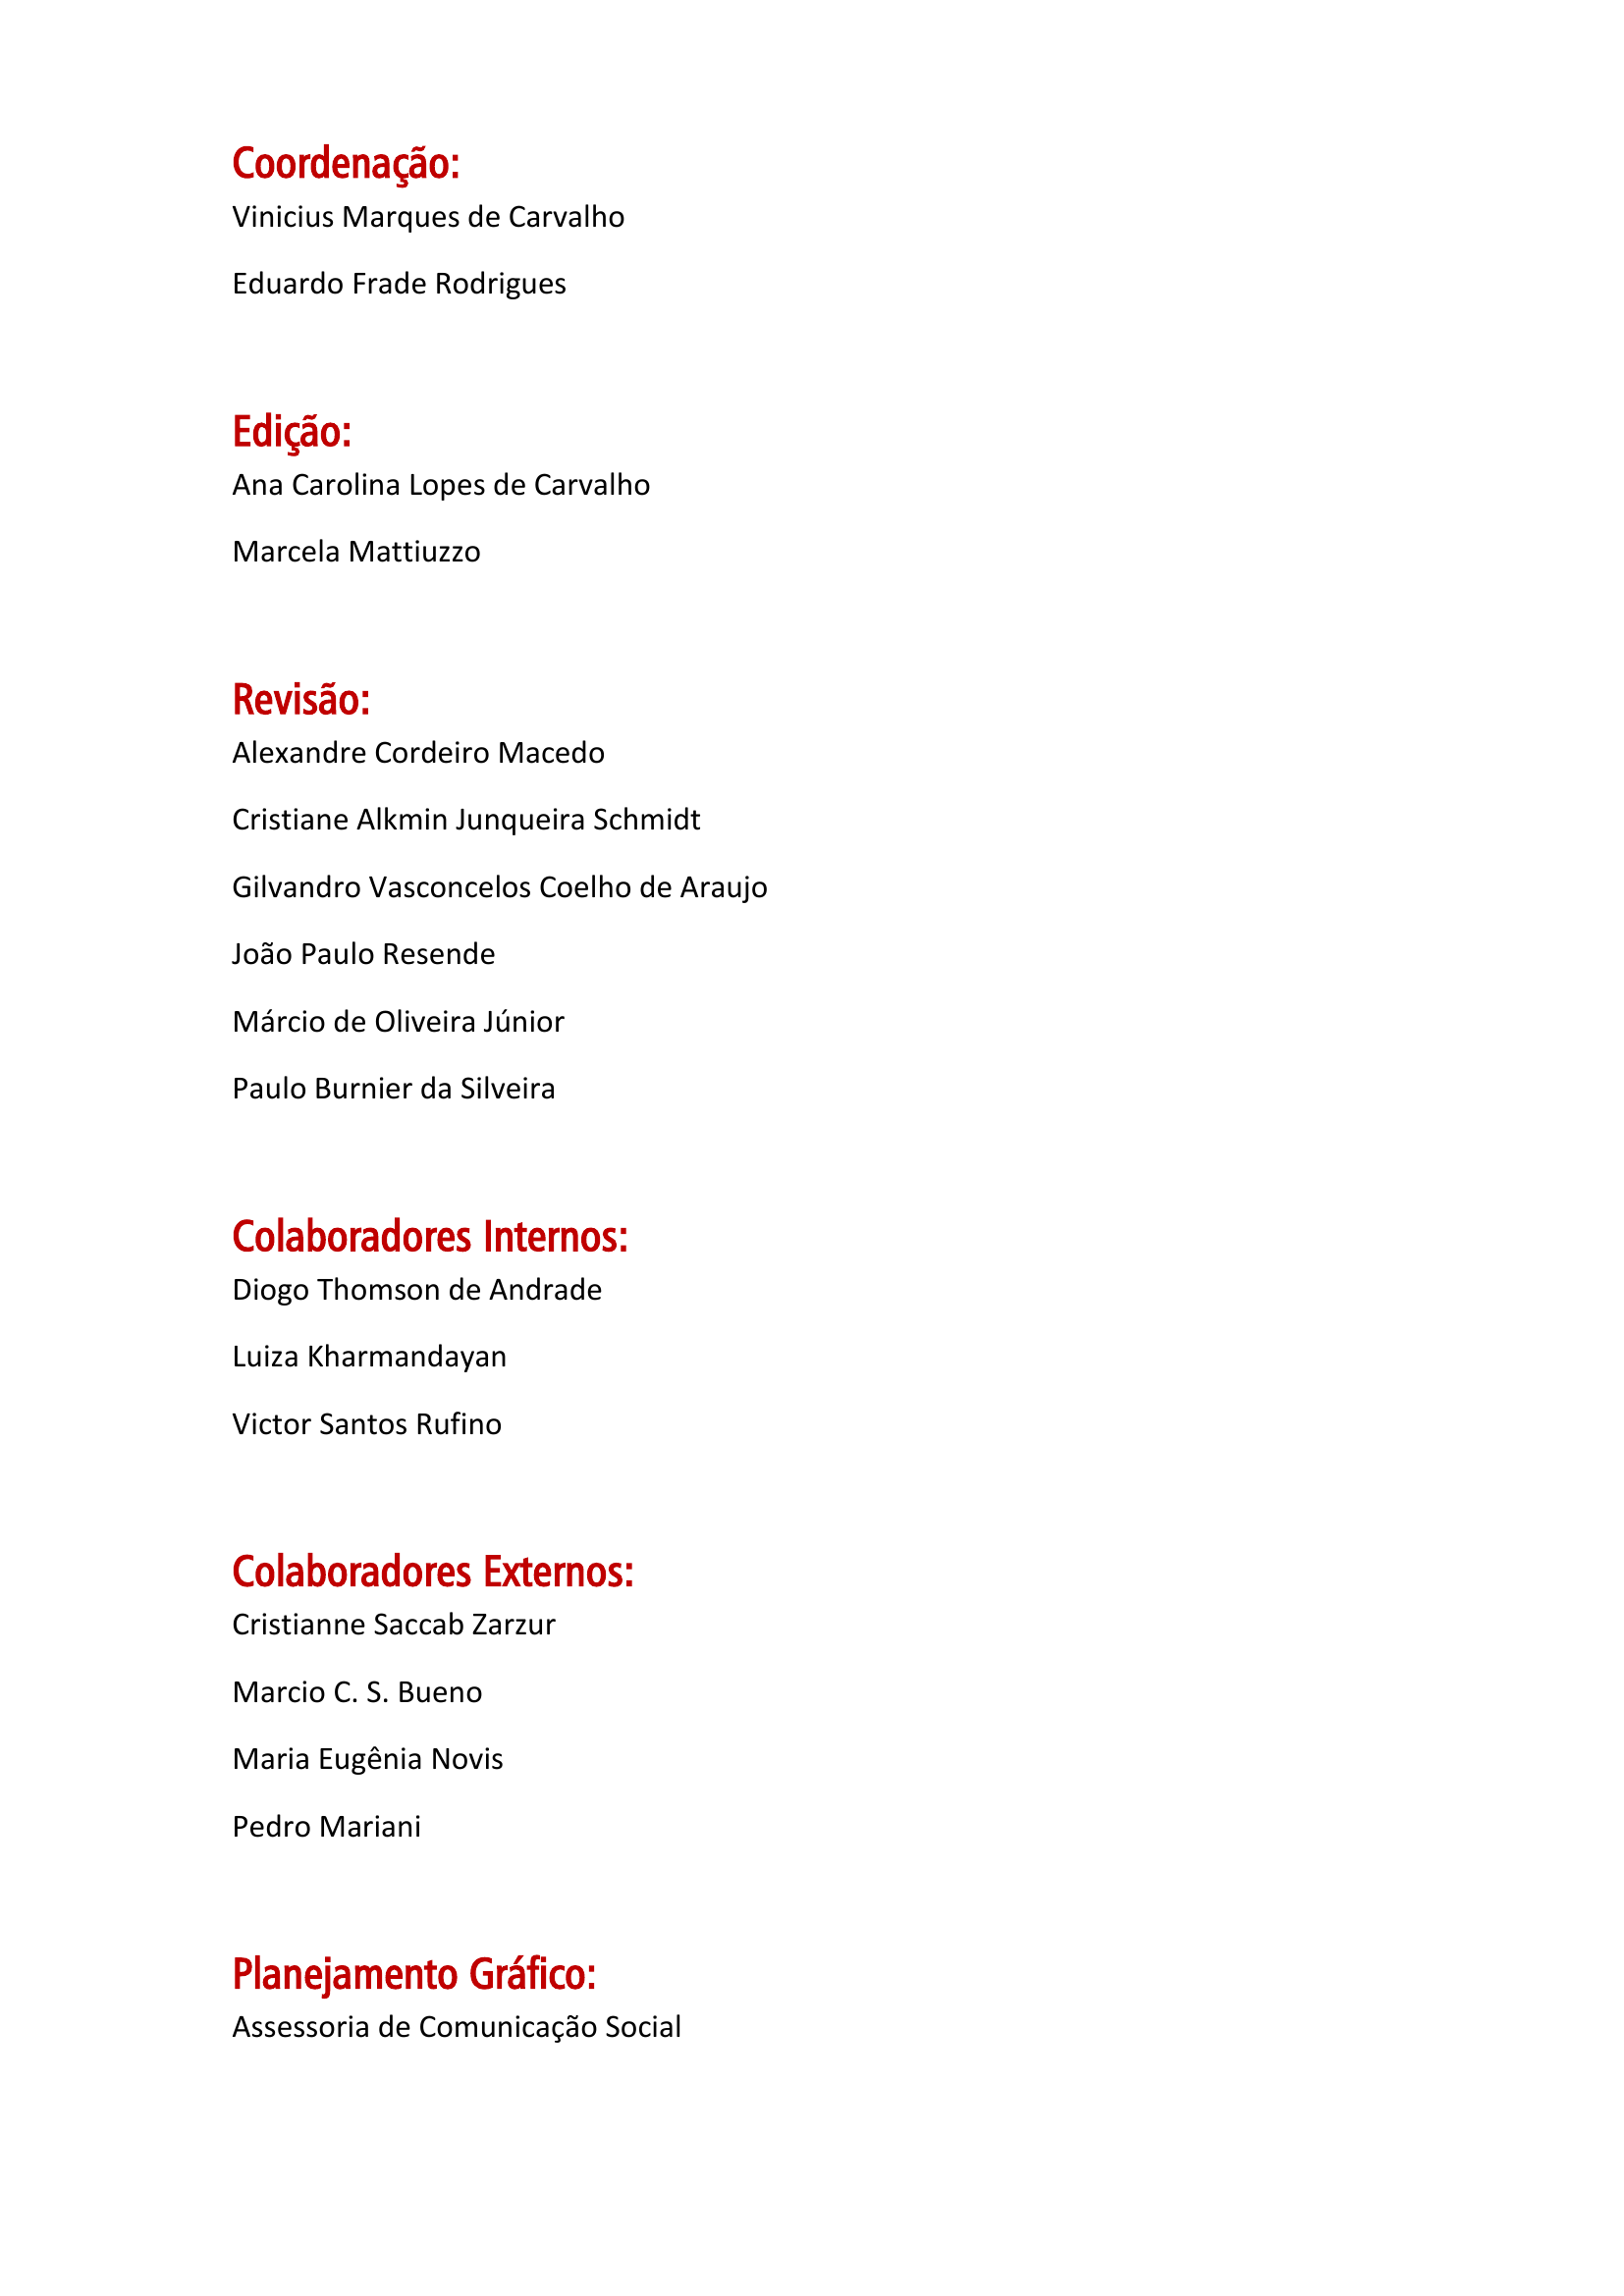 Coordenação:
Vinicius Marques de Carvalho
Eduardo Frade Rodrigues
Edição:
Ana Carolina Lopes de Carvalho
Marcela Mattiuzzo
Revisão:
Alexandre Cordeiro Macedo
Cristiane Alkmin Junqueira Schmidt
Gilvandro Vasconcelos Coelho de Araujo
João Paulo Resende
Márcio de Oliveira Júnior
Paulo Burnier da Silveira
Colaboradores Internos:
Diogo Thomson de Andrade
Luiza Kharmandayan
Victor Santos Rufino
Colaboradores Externos:
Cristianne Saccab Zarzur
Marcio C. S. Bueno
Maria Eugênia Novis
Pedro Mariani
Planejamento Gráfico:
Assessoria de Comunicação Social